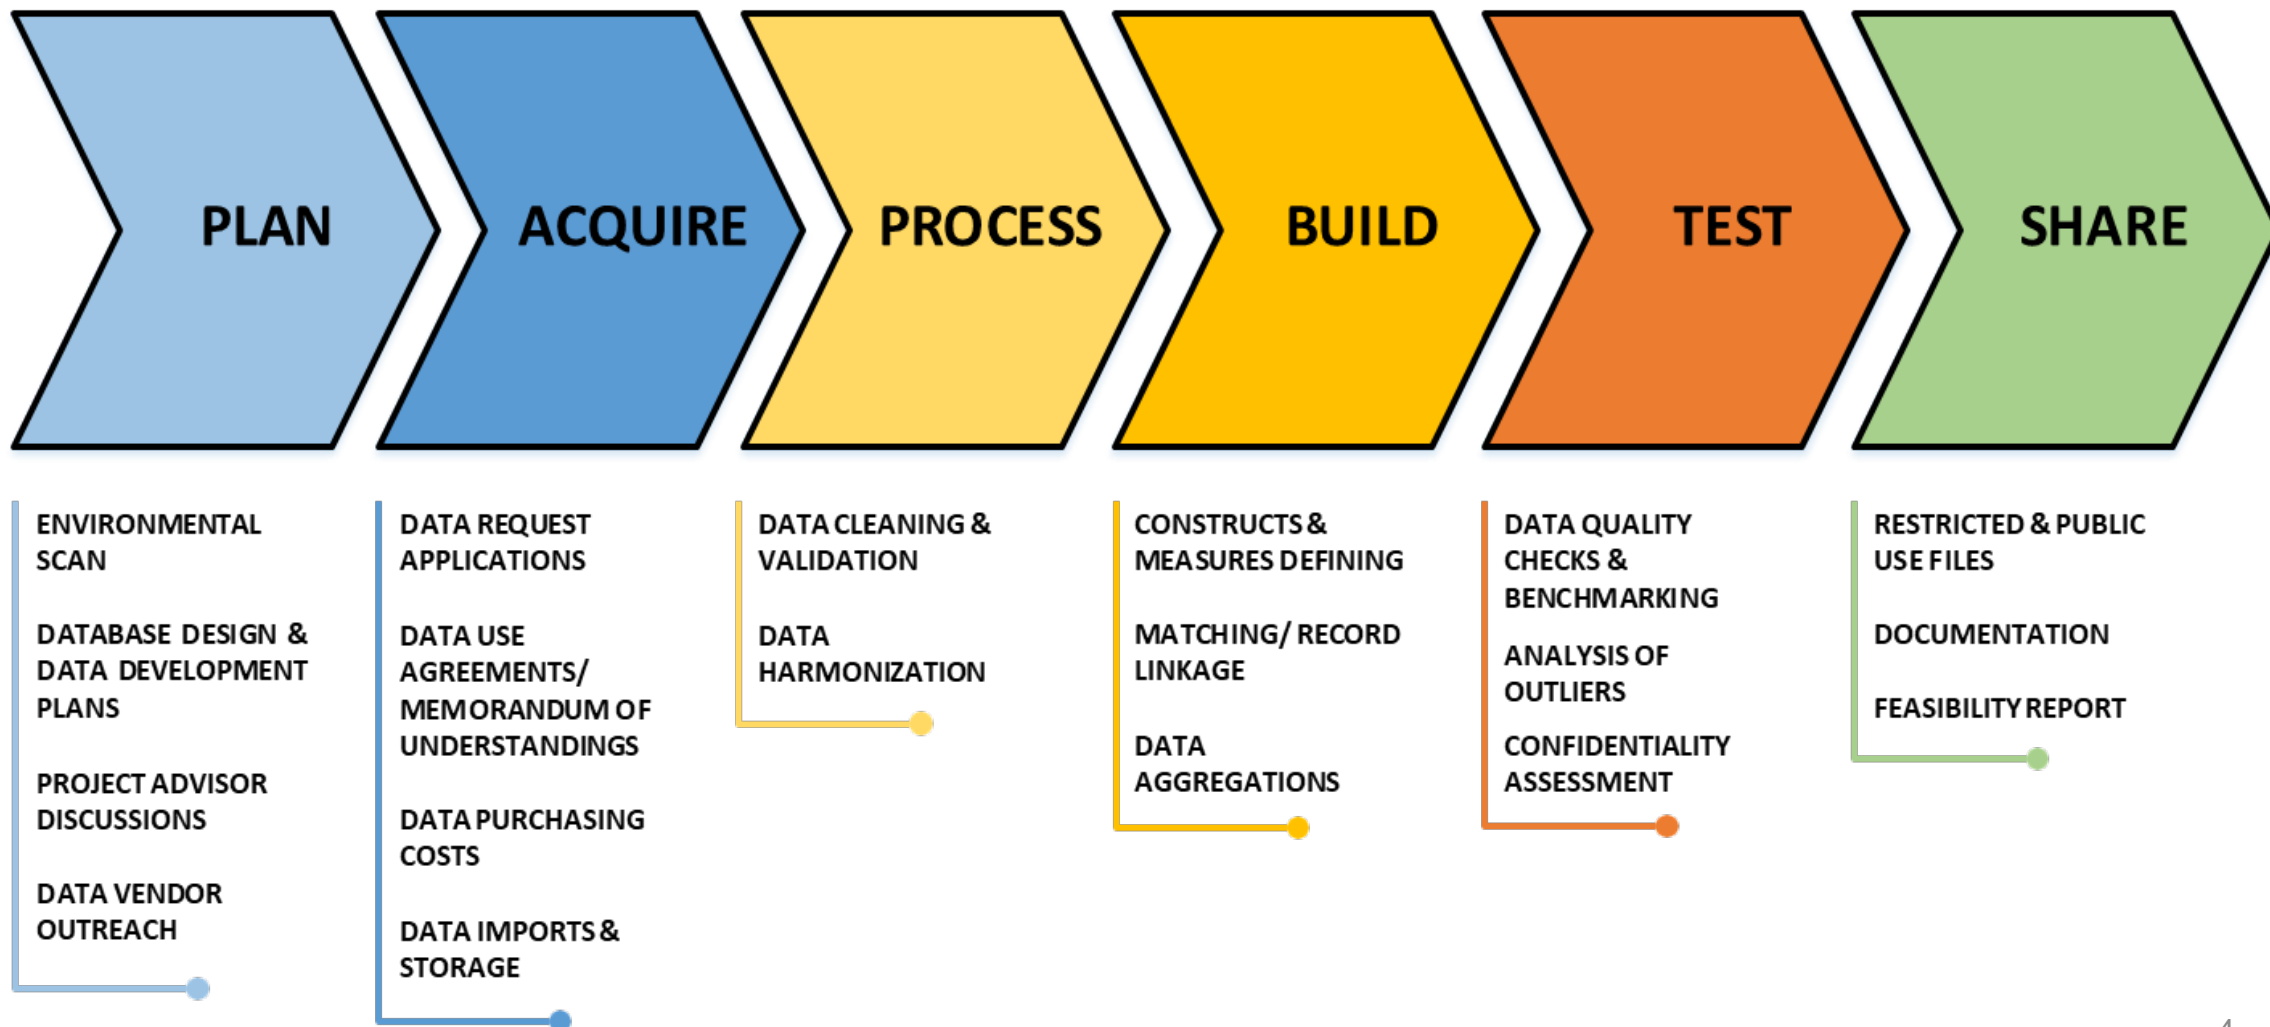 PLAN
ACQUIRE
PROCESS
BUILD
TEST
SHARE
ENVIRONMENTAL
SCAN
DATABASE DESIGN &
DATA DEVELOPMENT
PLANS
PROJECT ADVISOR
DISCUSSIONS
DATA VENDOR
OUTREACH
DATA REQUEST
APPLICATIONS
DATA USE
AGREEMENTS/
MEMORANDUM OF
UNDERSTANDINGS
DATA PURCHASING
COSTS
DATA IMPORTS &
STORAGE
DATA CLEANING &
VALIDATION
DATA
HARMONIZATION
CONSTRUCTS &
MEASURES DEFINING
MATCHING/ RECORD
LINKAGE
DATA
AGGREGATIONS
DATA QUALITY
CHECKS &
BENCHMARKING
ANALYSIS OF
OUTLIERS
CONFIDENTIALITY
ASSESSMENT
RESTRICTED & PUBLIC
USE FILES
DOCUMENTATION
FEASIBILITY REPORT
4